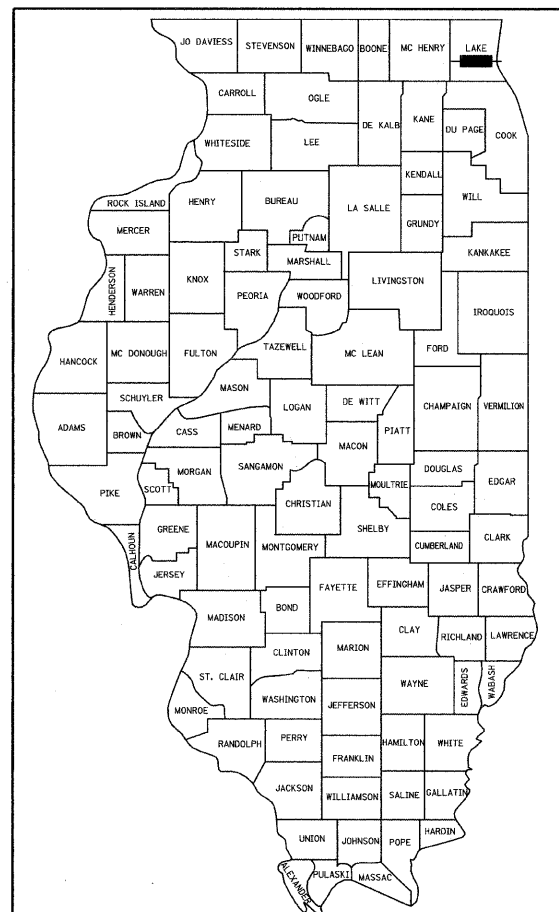 JO DAVIESS
STEVENSON
WINNEBAGO
BOONE
MC HENRY
LAKE
CARROLL
OGLE
DE KALB
KANE
DU PAGE
COOK
WHITESIDE
LEE
KENDALL
WILL
ROCK ISLAND
HENRY
BUREAU
LA SALLE
GRUNDY
MERCER
PUTNAM
KANKAKEE
STARK
MARSHALL
HENDERSON
WARREN
KNOX
PEORIA
WOODFORD
LIVINGSTON
IROQUOIS
HANCOCK
MC DONOUGH
FULTON
TAZEWELL
MC LEAN
FORD
MASON
SCHUYLER
LOGAN
DE WITT
CHAMPAIGN
VERMILION
ADAMS
BROWN
CASS
MENARD
PIATT
MACON
MORGAN
SANGAMON
DOUGLAS
PIKE
SCOTT
CHRISTIAN
MOULTRIE
EDGAR
COLES
CALHOUN
GREENE
MACOUPIN
MONTGOMERY
SHELBY
CUMBERLAND
CLARK
JERSEY
FAYETTE
EFFINGHAM
JASPER
CRAWFORD
MADISON
BOND
CLAY
RICHLAND
LAWRENCE
CLINTON
MARION
ST. CLAIR
WAYNE
EDWARDS
WABASH
WASHINGTON
MONROE
JEFFERSON
RANDOLPH
PERRY
HAMILTON
WHITE
FRANKLIN
JACKSON
WILLIAMSON
SALINE
GALLATIN
UNION
JOHNSON
POPE
HARDIN
ALEXANDER
PULASKI
MASSAC